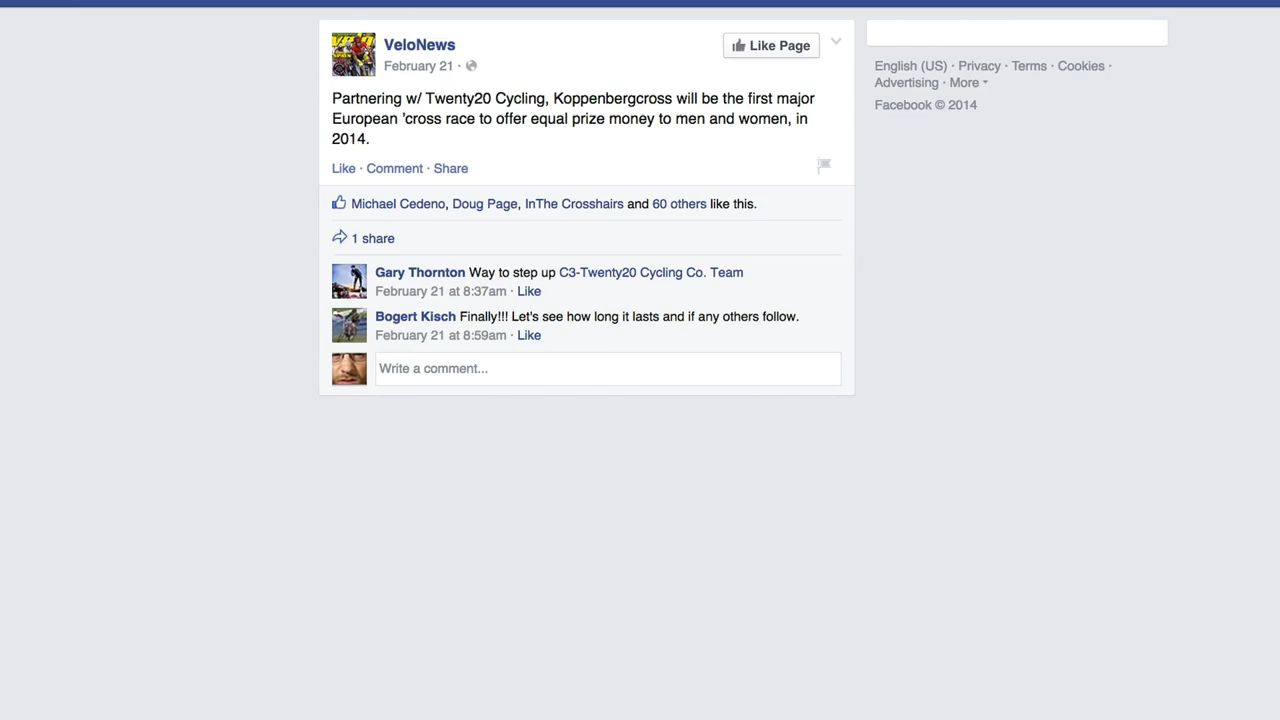 VeloNews
February 21 ·
Like Page
Partnering w/ Twenty20 Cycling, Koppenbergcross will be the first major
European 'cross race to offer equal prize money to men and women, in
2014.
Like · Comment · Share
Michael Cedeno, Doug Page, InThe Crosshairs and 60 others like this.
1 share
Gary Thornton Way to step up C3-Twenty20 Cycling Co. Team
February 21 at 8:37am · Like
Bogert Kisch Finally!!! Let's see how long it lasts and if any others follow.
February 21 at 8:59am · Like
Write a comment...
English (US) · Privacy · Terms · Cookies ·
Advertising · More
Facebook © 2014